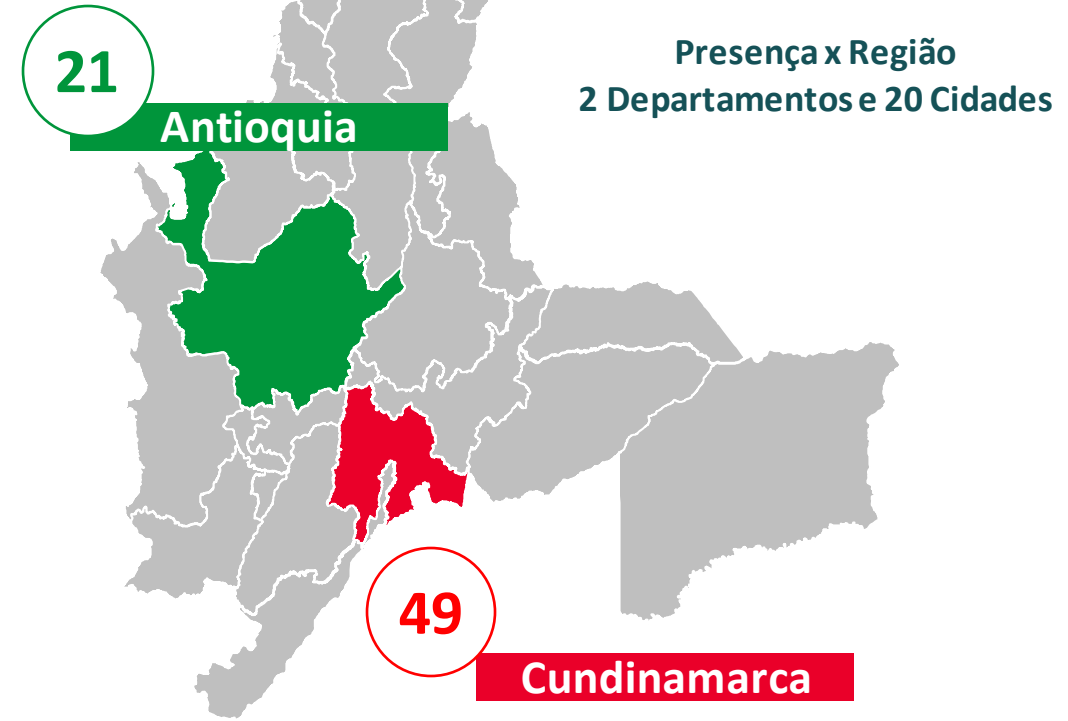 21
Antioquia
Presença x Região
2 Departamentos e 20 Cidades
49
Cundinamarca